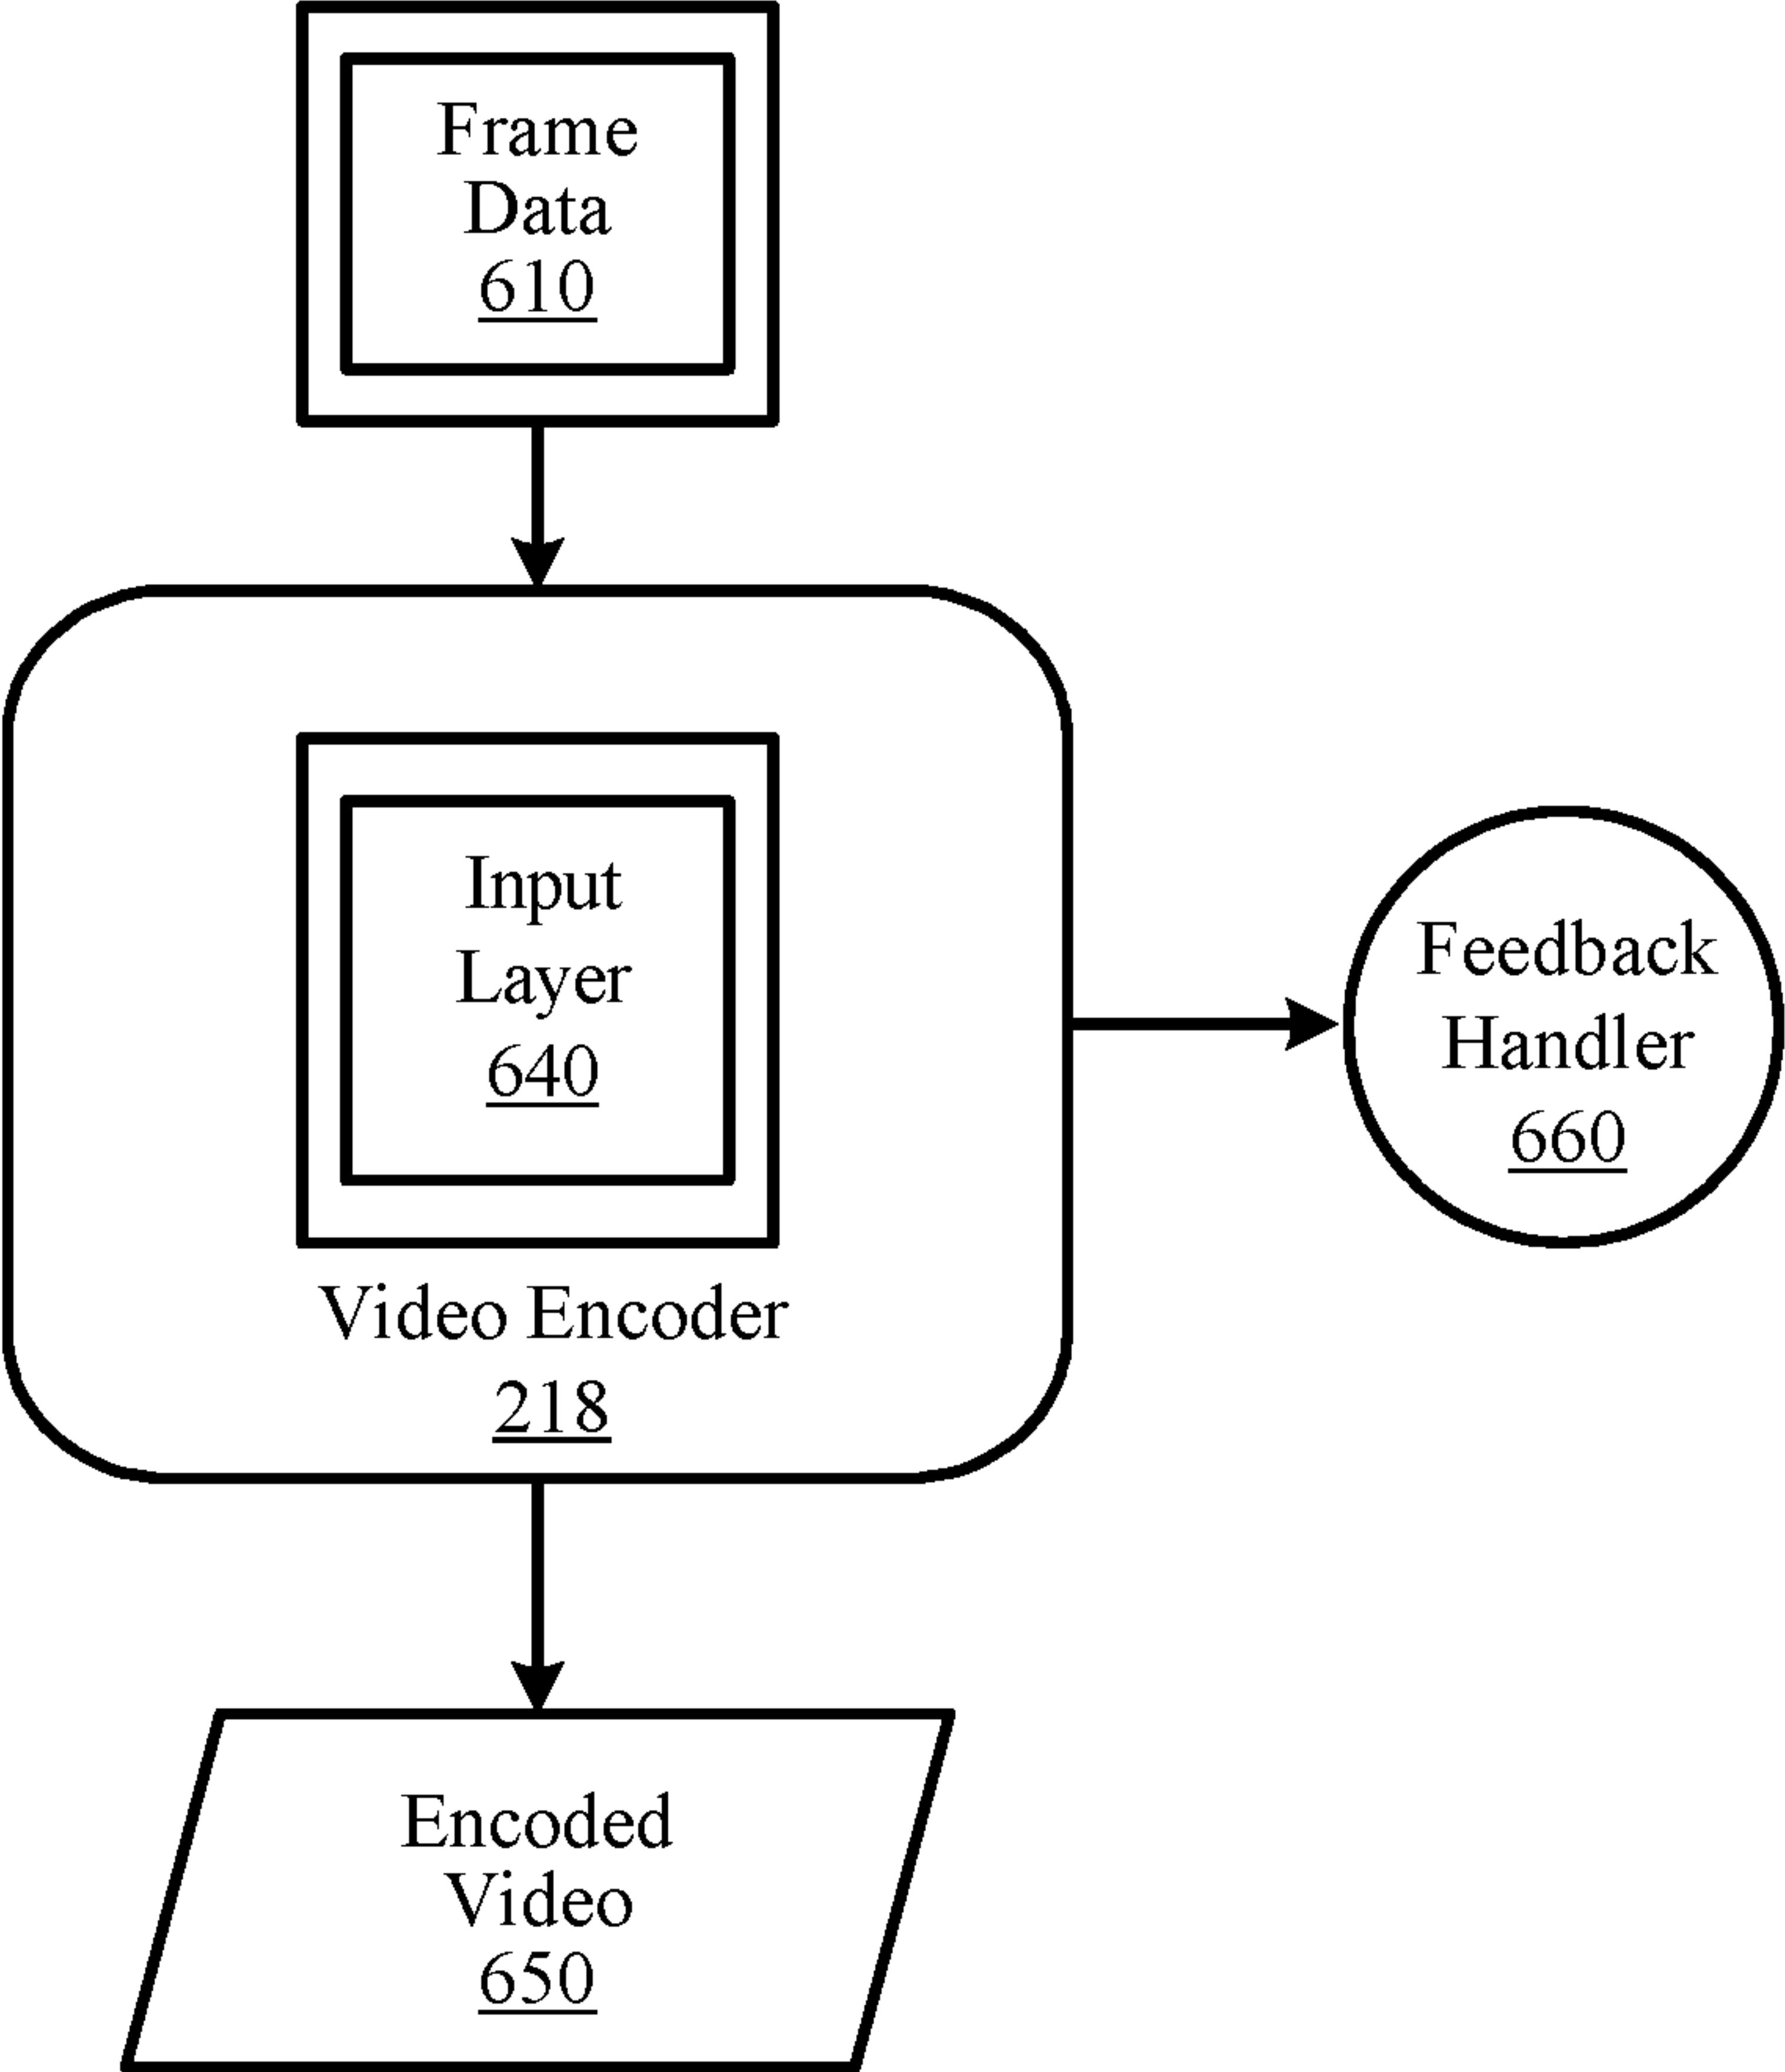 Frame
Data
610
Input
Layer
640
Video Encoder
218
Feedback
Handler
660
Encoded
Video
650